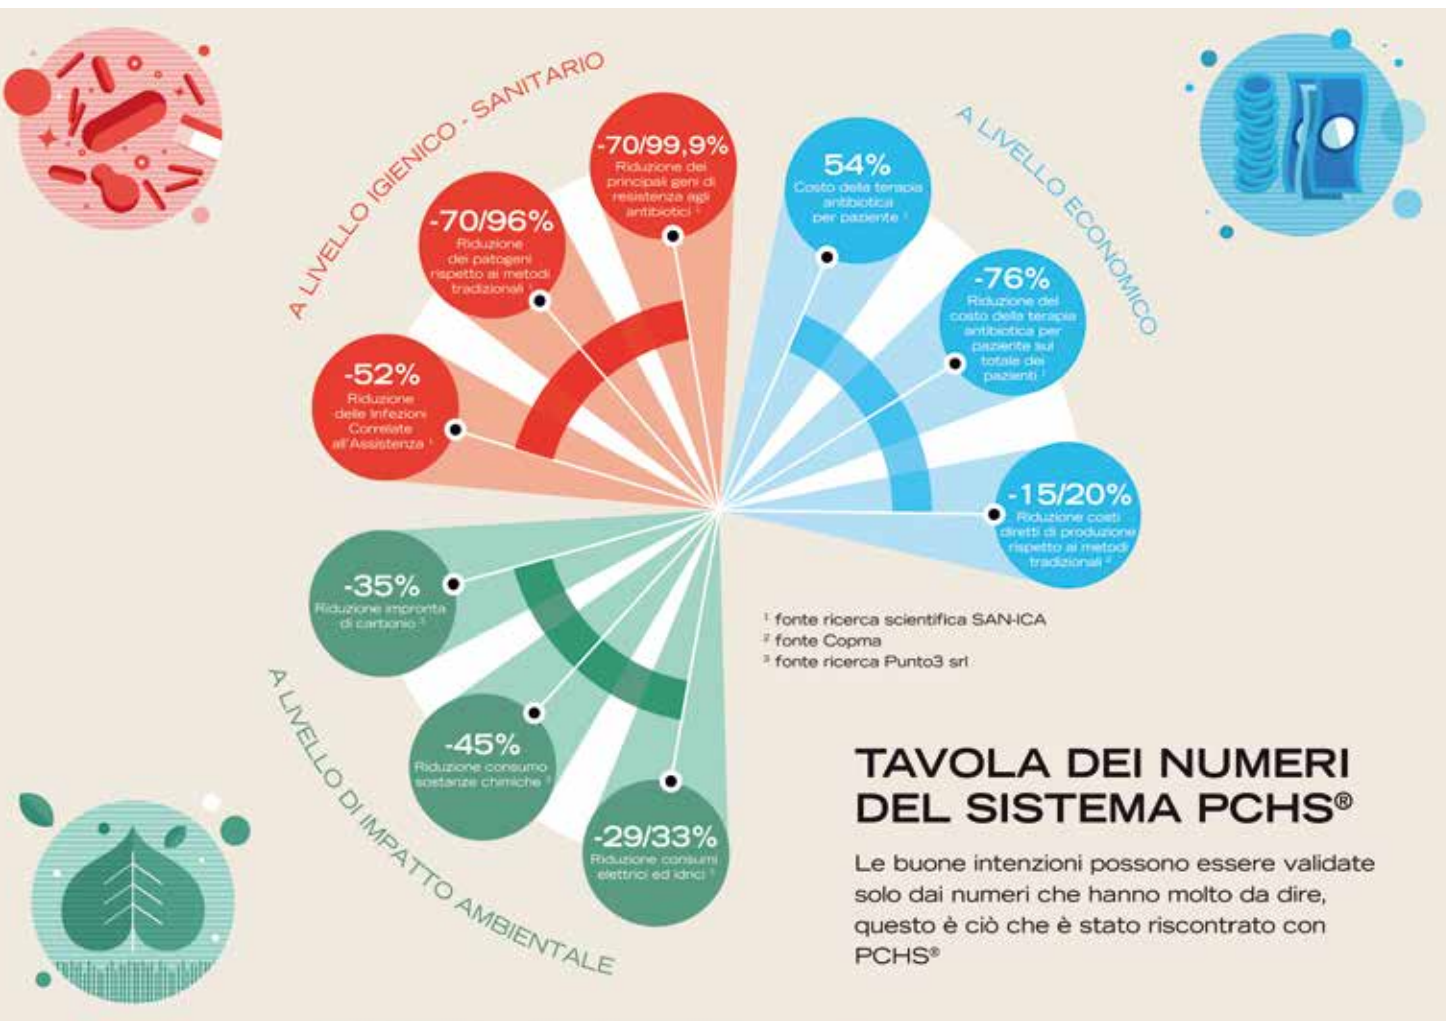 A LIVELLO IGIENICO - SANITARIO
-70/99,9%
Riduzione dei
principali geni di
resistenza agli
antibiotici ¹
-70/96%
Riduzione
dei patogeni
rispetto ai metodi
tradizionali ¹
-52%
Riduzione
delle Infezioni
Correlate
all'Assistenza ¹
A LIVELLO ECONOMICO
54%
Costo della terapia
antibiotica
per paziente ¹
-76%
Riduzione del
costo della terapia
antibiotica per
paziente sul
totale dei
pazienti ¹
-15/20%
Riduzione costi
diretti di produzione
rispetto ai metodi
tradizionali ²
-35%
Riduzione impronta
di carbonio ³
-45%
Riduzione consumo
sostanze chimiche ³
-29/33%
Riduzione consumi
elettrici ed idrici ³
A LIVELLO DI IMPATTO AMBIENTALE
¹ fonte ricerca scientifica SAN-ICA
² fonte Copma
³ fonte ricerca Punto3 srl
TAVOLA DEI NUMERI
DEL SISTEMA PCHS®
Le buone intenzioni possono essere validate
solo dai numeri che hanno molto da dire,
questo è ciò che è stato riscontrato con
PCHS®